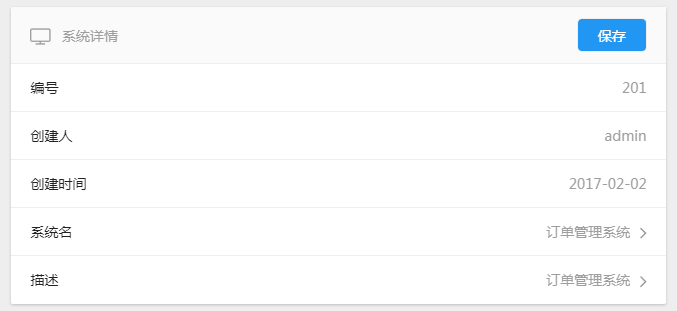 系统详情 保存
编号 201
创建人 admin
创建时间 2017-02-02
系统名 订单管理系统
描述 订单管理系统